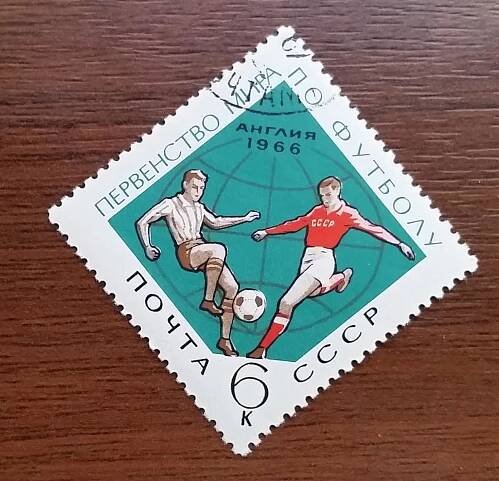 ПЕРВЕНСТВО МИРА
ПО ФУТБОЛУ
АНГЛИЯ
1966
СССР
ПОЧТА
6
К
СССР